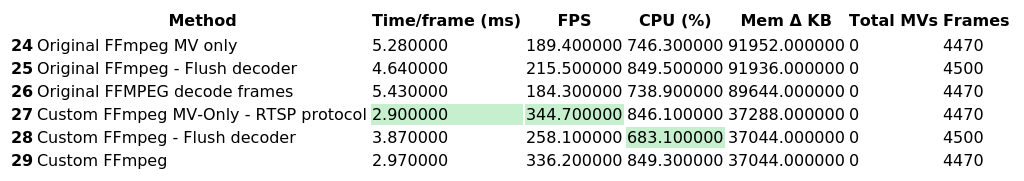 Method Time/frame (ms) FPS CPU (%) Mem Δ KB Total MVs Frames
24 Original FFmpeg MV only 5.280000 189.400000 746.300000 91952.000000 0 4470
25 Original FFmpeg - Flush decoder 4.640000 215.500000 849.500000 91936.000000 0 4500
26 Original FFMPEG decode frames 5.430000 184.300000 738.900000 89644.000000 0 4470
27 Custom FFmpeg MV-Only - RTSP protocol 2.900000 344.700000 846.100000 37288.000000 0 4470
28 Custom FFmpeg - Flush decoder 3.870000 258.100000 683.100000 37044.000000 0 4500
29 Custom FFmpeg 2.970000 336.200000 849.300000 37044.000000 0 4470